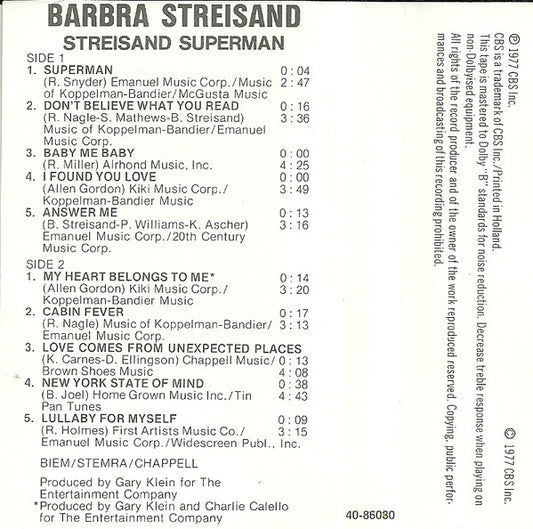 BARBRA STREISAND
STREISAND SUPERMAN
SIDE 1
1. SUPERMAN 0:04
(R. Snyder) Emanuel Music Corp./Music 2:47
of Koppelman-Bandier/McGusta Music
2. DON'T BELIEVE WHAT YOU READ 0:16
(R. Nagle-S. Mathews-B. Streisand) 3:36
Music of Koppelman-Bandier/Emanuel
Music Corp.
3. BABY ME BABY 0:00
(R. Miller) Alrhond Music, Inc. 4:25
4. I FOUND YOU LOVE 0:00
(Allen Gordon) Kiki Music Corp./ 3:49
Koppelman-Bandier Music
5. ANSWER ME 0:13
(B. Streisand-P. Williams-K. Ascher) 3:16
Emanuel Music Corp./20th Century
Music Corp.
SIDE 2
1. MY HEART BELONGS TO ME* 0:14
(Allen Gordon) Kiki Music Corp./ 3:20
Koppelman-Bandier Music
2. CABIN FEVER 0:17
(R. Nagle) Music of Koppelman-Bandier/ 3:13
Emanuel Music Corp.
3. LOVE COMES FROM UNEXPECTED PLACES
(K. Carnes-D. Ellingson) Chappell Music/ 0:13
Brown Shoes Music 4:08
4. NEW YORK STATE OF MIND 0:38
(B. Joel) Home Grown Music Inc./Tin 4:43
Pan Tunes
5. LULLABY FOR MYSELF 0:09
(R. Holmes) First Artists Music Co./ 3:15
Emanuel Music Corp./Widescreen Publ., Inc.
BIEM/STEMRA/CHAPPELL
Produced by Gary Klein for The
Entertainment Company
*Produced by Gary Klein and Charlie Calello
for The Entertainment Company
40-86030
℗ 1977 CBS Inc.
CBS is a trademark of CBS Inc./Printed in Holland.
This tape is mastered to Dolby "B" standards for noise reduction. Decrease treble response when playing on
non-Dolbyised equipment.
All rights of the record producer and of the owner of the work reproduced reserved. Copying, public perfor-
mances and broadcasting of this recording prohibited.
© 1977 CBS Inc.